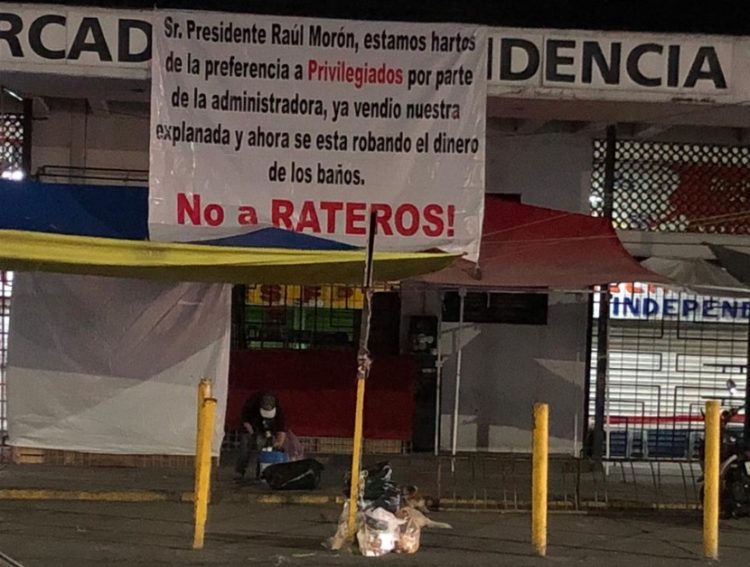 RCAD
IDENCIA
Sr. Presidente Raúl Morón, estamos hartos
de la preferencia a Privilegiados por parte
de la administradora, ya vendio nuestra
explanada y ahora se esta robando el dinero
de los baños.
No a RATEROS!
INDEPEND